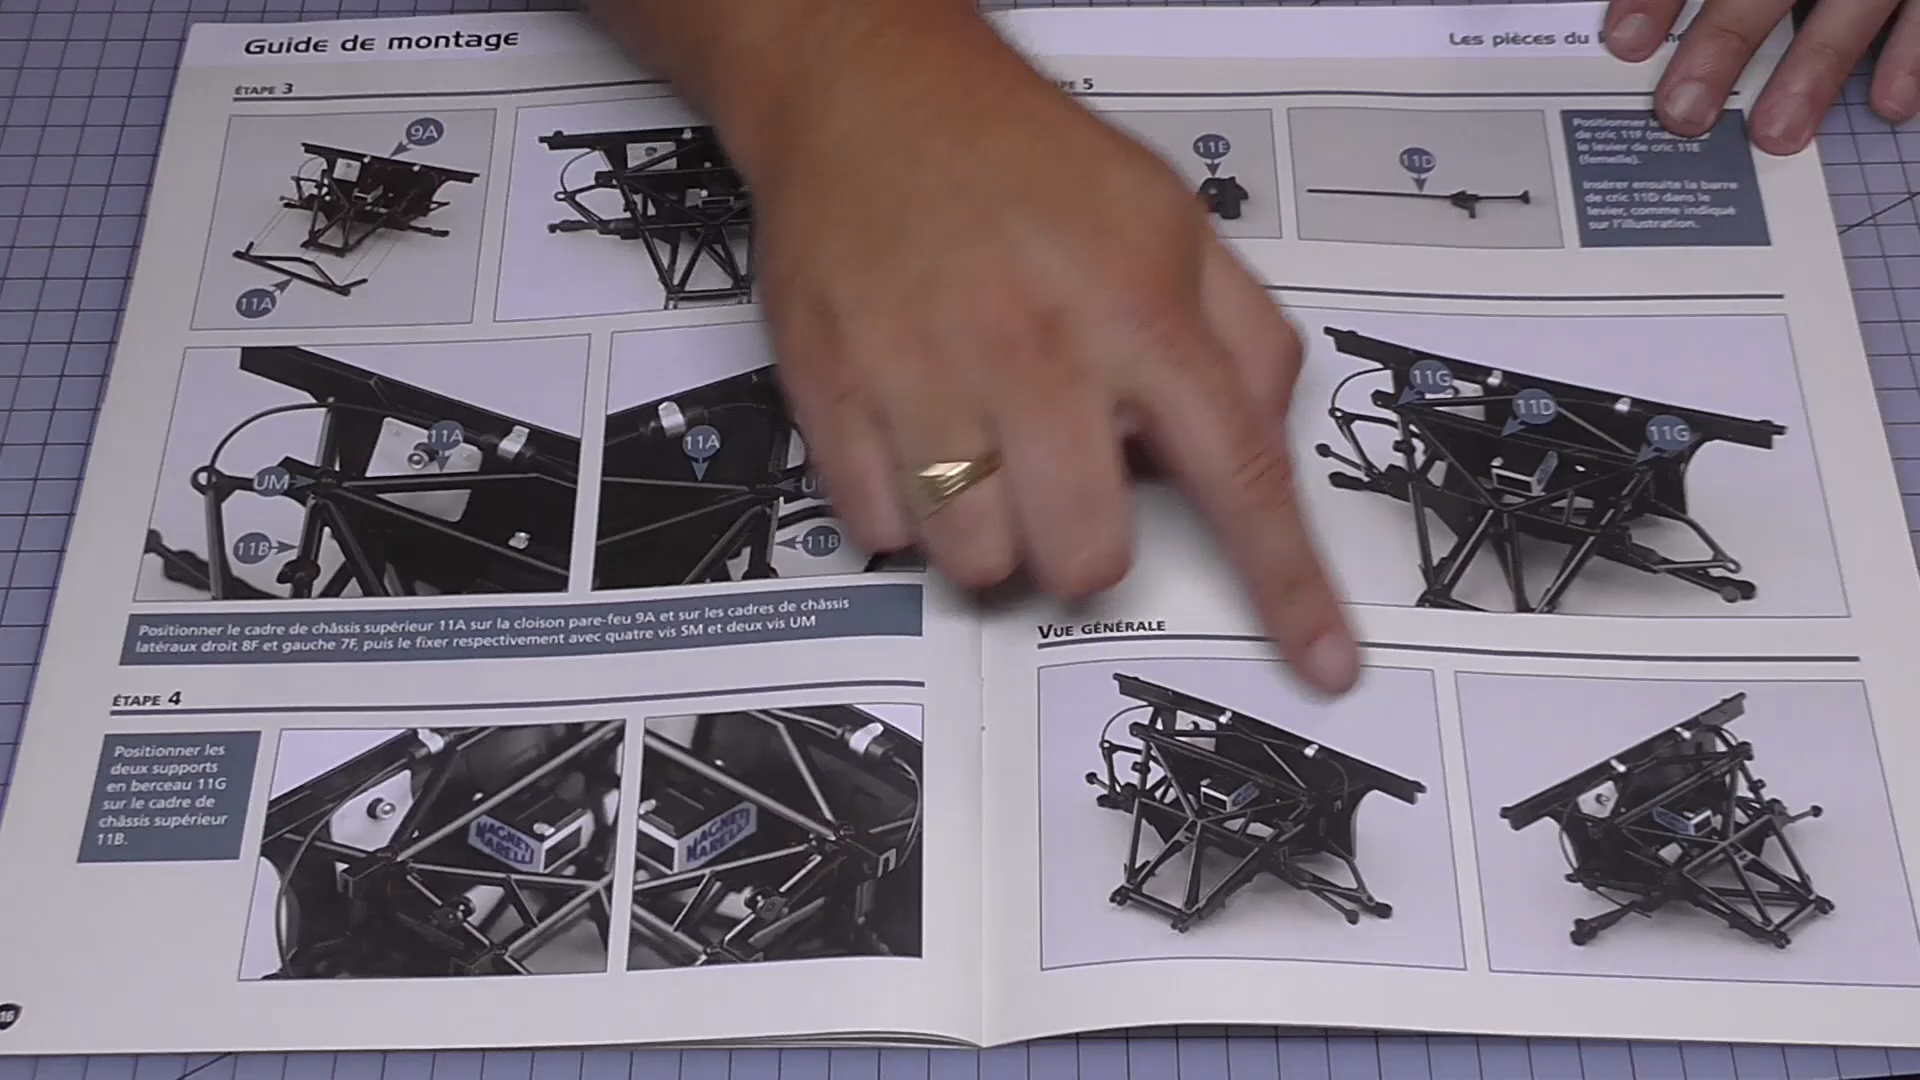 Guide de montage
ÉTAPE 3
9A
11A
11A
UM
11B
11A
11B
Positionner le cadre de châssis supérieur 11A sur la cloison pare-feu 9A et sur les cadres de châssis
latéraux droit 8F et gauche 7F, puis le fixer respectivement avec quatre vis SM et deux vis UM
ÉTAPE 4
Positionner les
deux supports
en berceau 11G
sur le cadre de
châssis supérieur
11B.
MAGNETI
MARELLI
MAGNETI
MARELLI
16
Les pièces du
5
11E
11D
Positionner
de cric 11F
le levier de cric 11E
(femelle).
Insérer ensuite la barre
de cric 11D dans le
levier, comme indiqué
sur l'illustration.
11G
11D
11G
VUE GÉNÉRALE